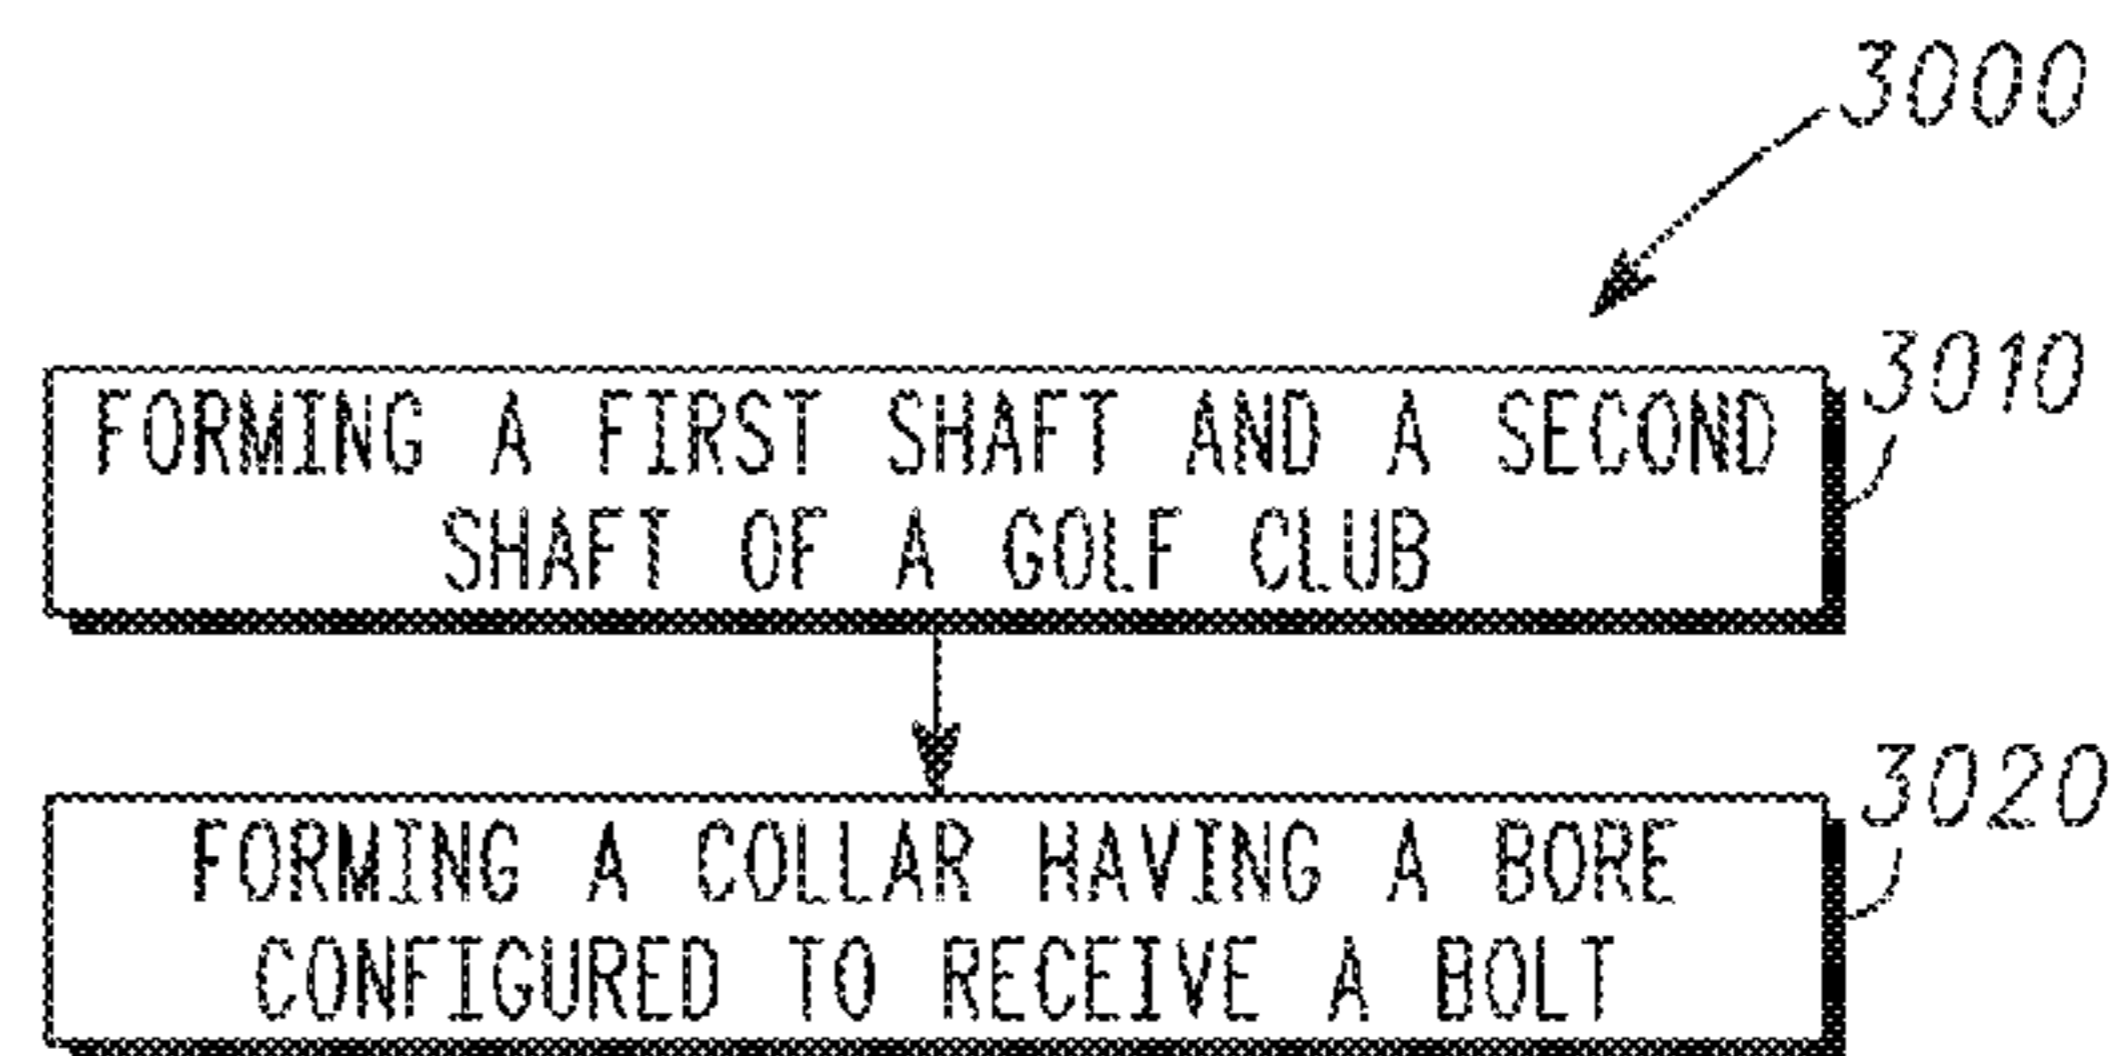 3000
3010
FORMING A FIRST SHAFT AND A SECOND
SHAFT OF A GOLF CLUB
3020
FORMING A COLLAR HAVING A BORE
CONFIGURED TO RECEIVE A BOLT